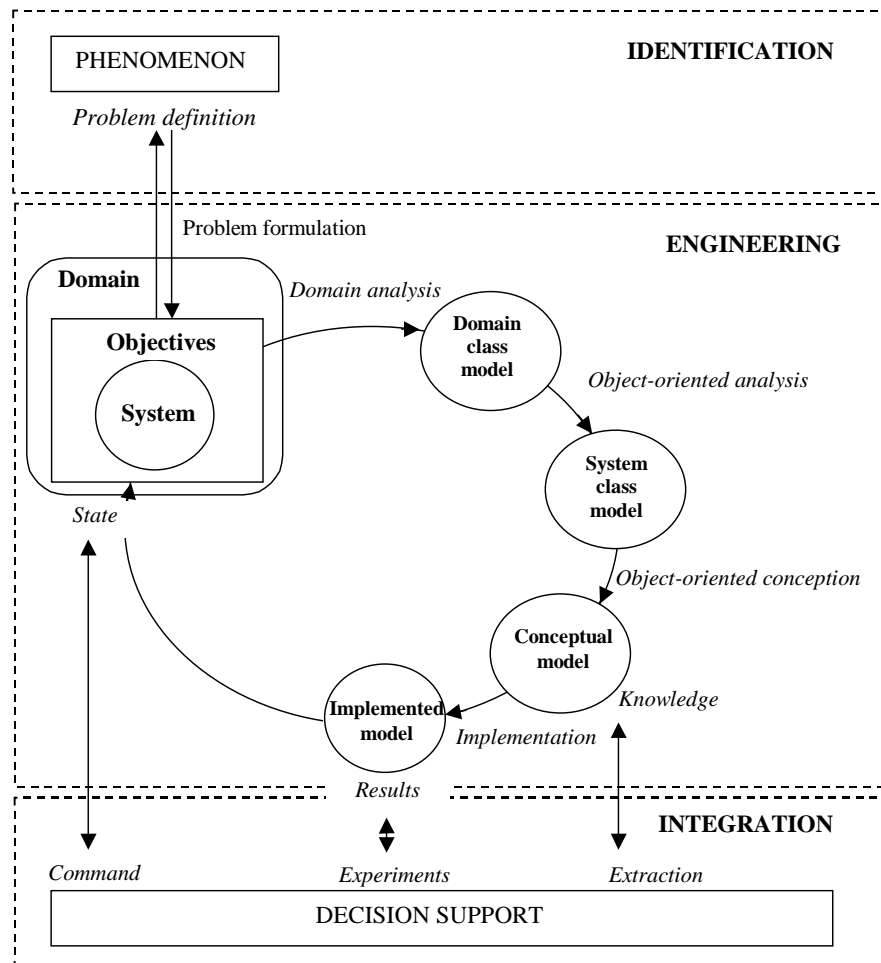 PHENOMENON
IDENTIFICATION
Problem definition
Problem formulation
ENGINEERING
Domain
Domain analysis
Objectives
System
Domain
class
model
Object-oriented analysis
System
class
model
State
Object-oriented conception
Conceptual
model
Knowledge
Implemented
model
Implementation
Results
INTEGRATION
Command
Experiments
Extraction
DECISION SUPPORT